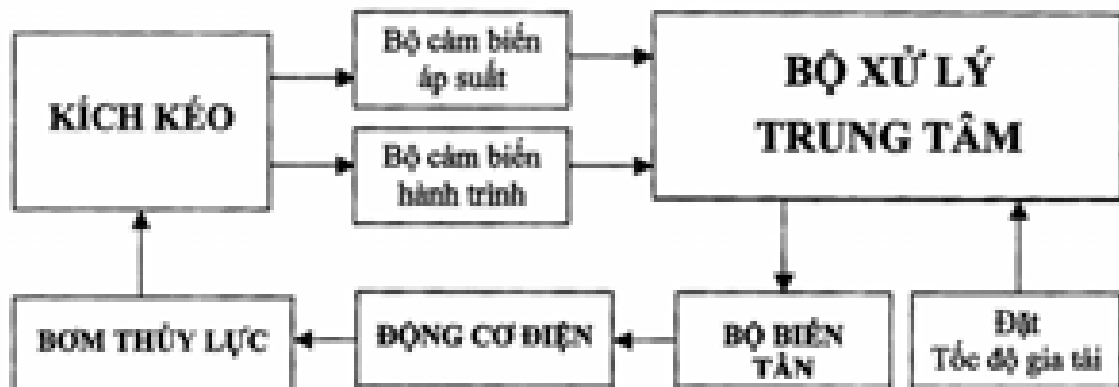 KÍCH KÉO
Bộ cảm biến
áp suất
Bộ cảm biến
hành trình
BỘ XỬ LÝ
TRUNG TÂM
BƠM THỦY LỰC
ĐỘNG CƠ ĐIỆN
BỘ BIẾN
TẦN
Đặt
Tốc độ gia tải